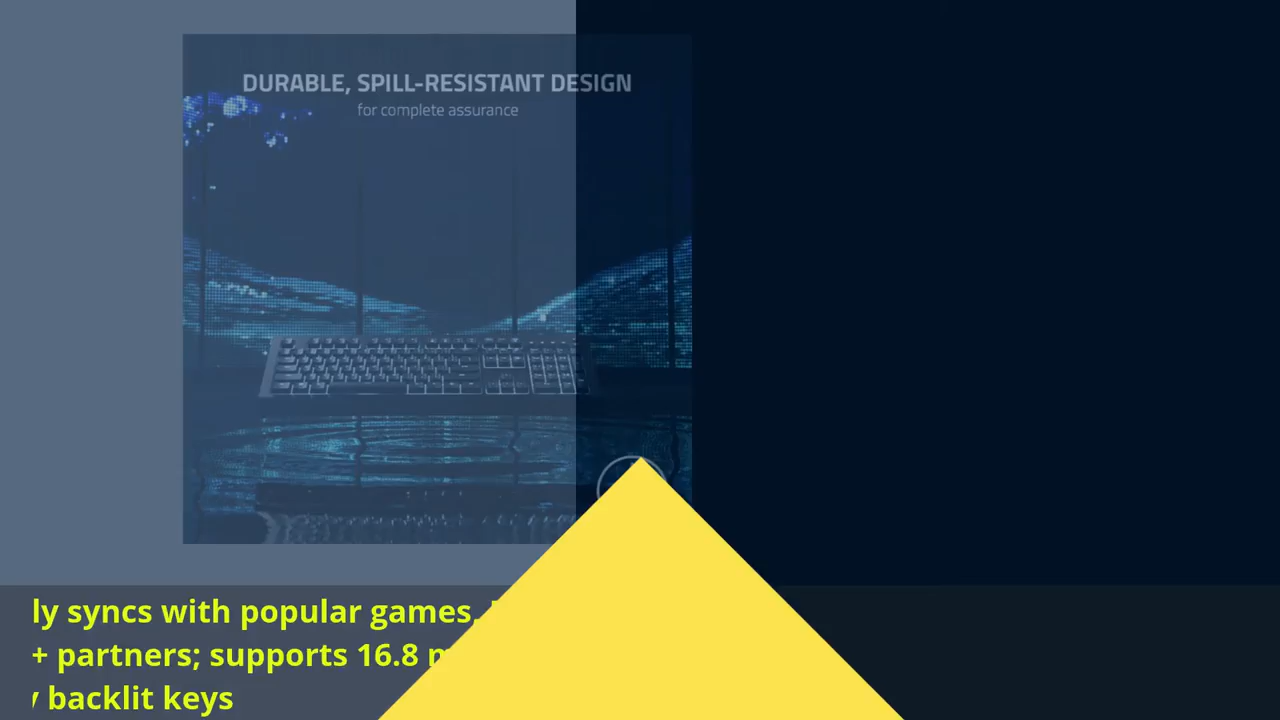 DURABLE, SPILL-RESISTANT DESIGN
for complete assurance
ly syncs with popular games,
+ partners; supports 16.8
backlit keys